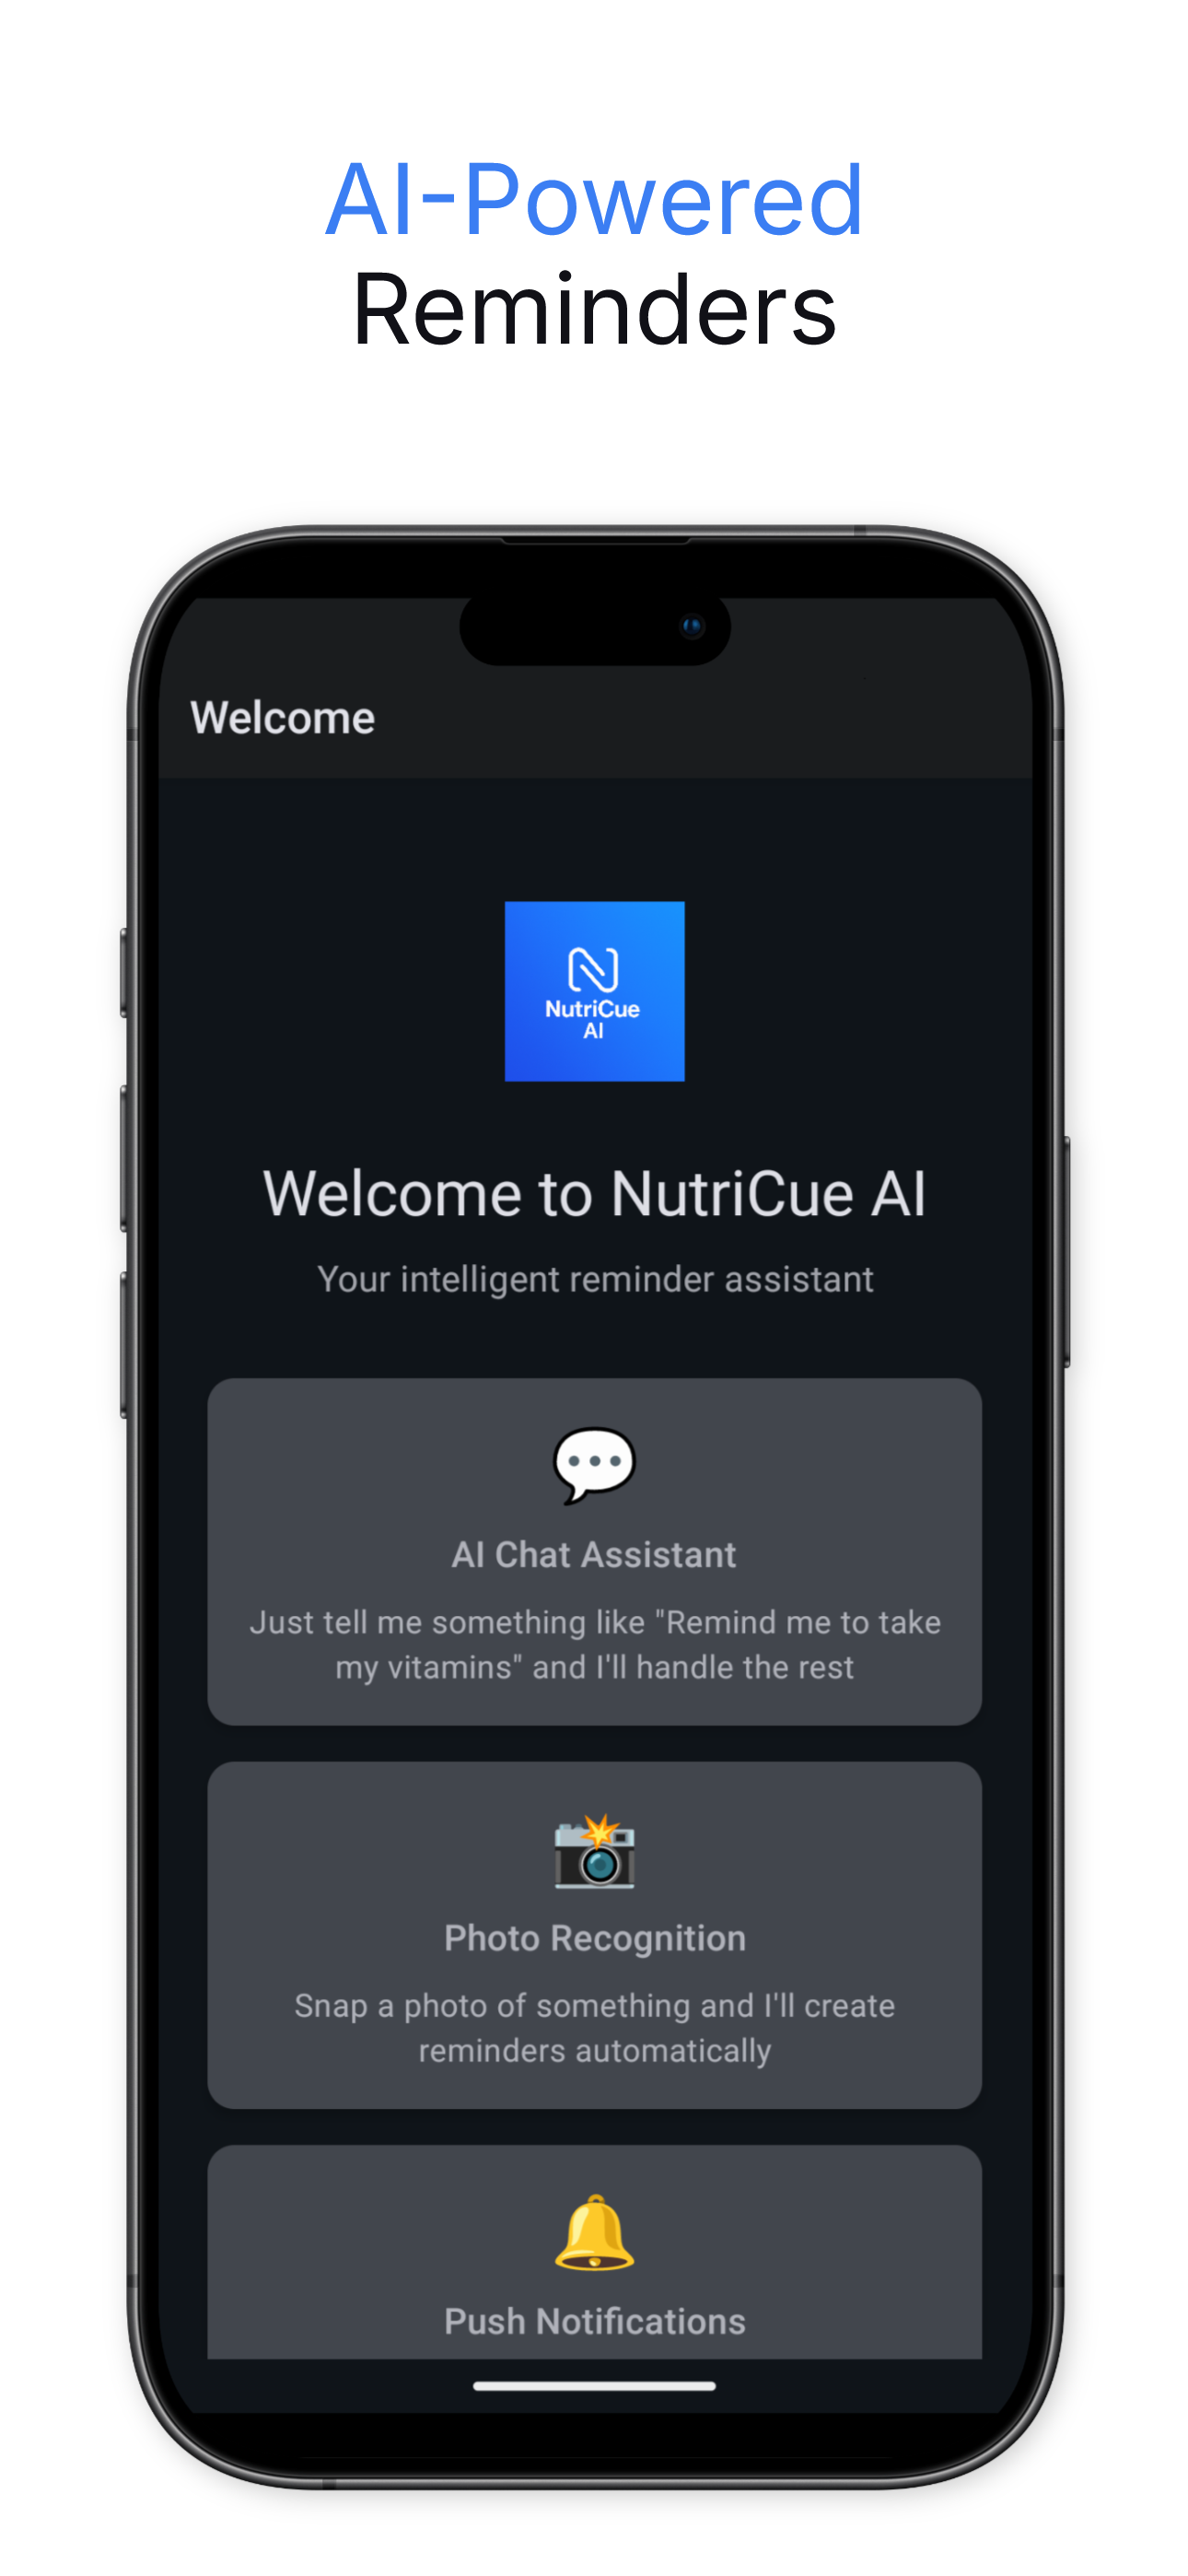 AI-Powered
Reminders
Welcome
NutriCue
AI
Welcome to NutriCue AI
Your intelligent reminder assistant
AI Chat Assistant
Just tell me something like "Remind me to take
my vitamins" and I'll handle the rest
Photo Recognition
Snap a photo of something and I'll create
reminders automatically
Push Notifications